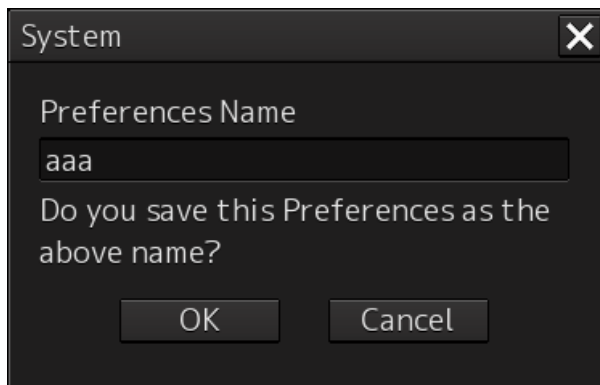 System
Preferences Name
aaa
Do you save this Preferences as the
above name?
OK
Cancel